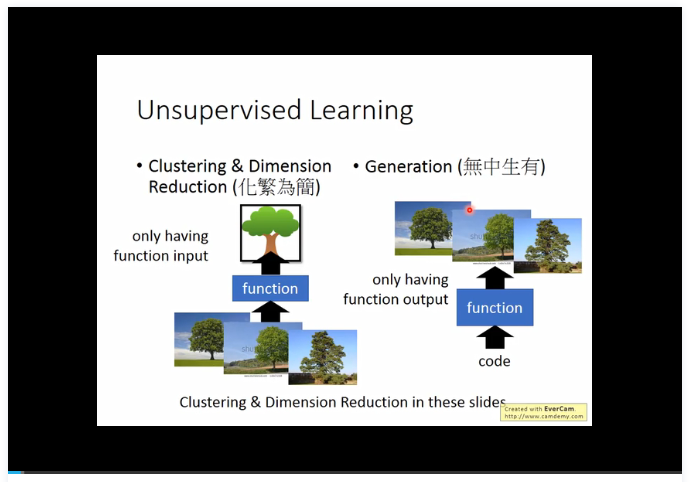 Unsupervised Learning
• Clustering & Dimension
Reduction (化繁為簡)
only having
function input
function
• Generation (無中生有)
only having
function output
function
code
Clustering & Dimension Reduction in these slides
Created with EverCam.
http://www.camdemy.com